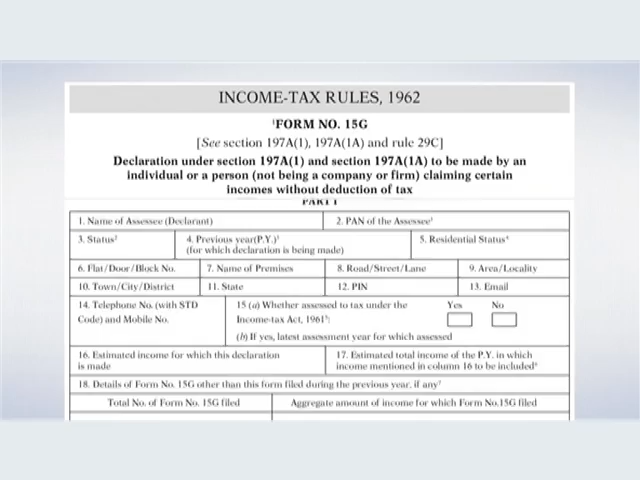 INCOME-TAX RULES, 1962
¹FORM NO. 15G
[See section 197A(1), 197A(1A) and rule 29C]
Declaration under section 197A(1) and section 197A(1A) to be made by an
individual or a person (not being a company or firm) claiming certain
incomes without deduction of tax
PART I
1. Name of Assessee (Declarant)
2. PAN of the Assessee¹
3. Status²
4. Previous year(P.Y.)³
(for which declaration is being made)
5. Residential Status⁴
6. Flat/Door/Block No.
7. Name of Premises
8. Road/Street/Lane
9. Area/Locality
10. Town/City/District
11. State
12. PIN
13. Email
14. Telephone No. (with STD
Code) and Mobile No.
15 (a) Whether assessed to tax under the
Income-tax Act, 1961⁵:
Yes
No
(b) If yes, latest assessment year for which assessed
16. Estimated income for which this declaration
is made
17. Estimated total income of the P.Y. in which
income mentioned in column 16 to be included⁶
18. Details of Form No. 15G other than this form filed during the previous year, if any⁷
Total No. of Form No. 15G filed
Aggregate amount of income for which Form No.15G filed